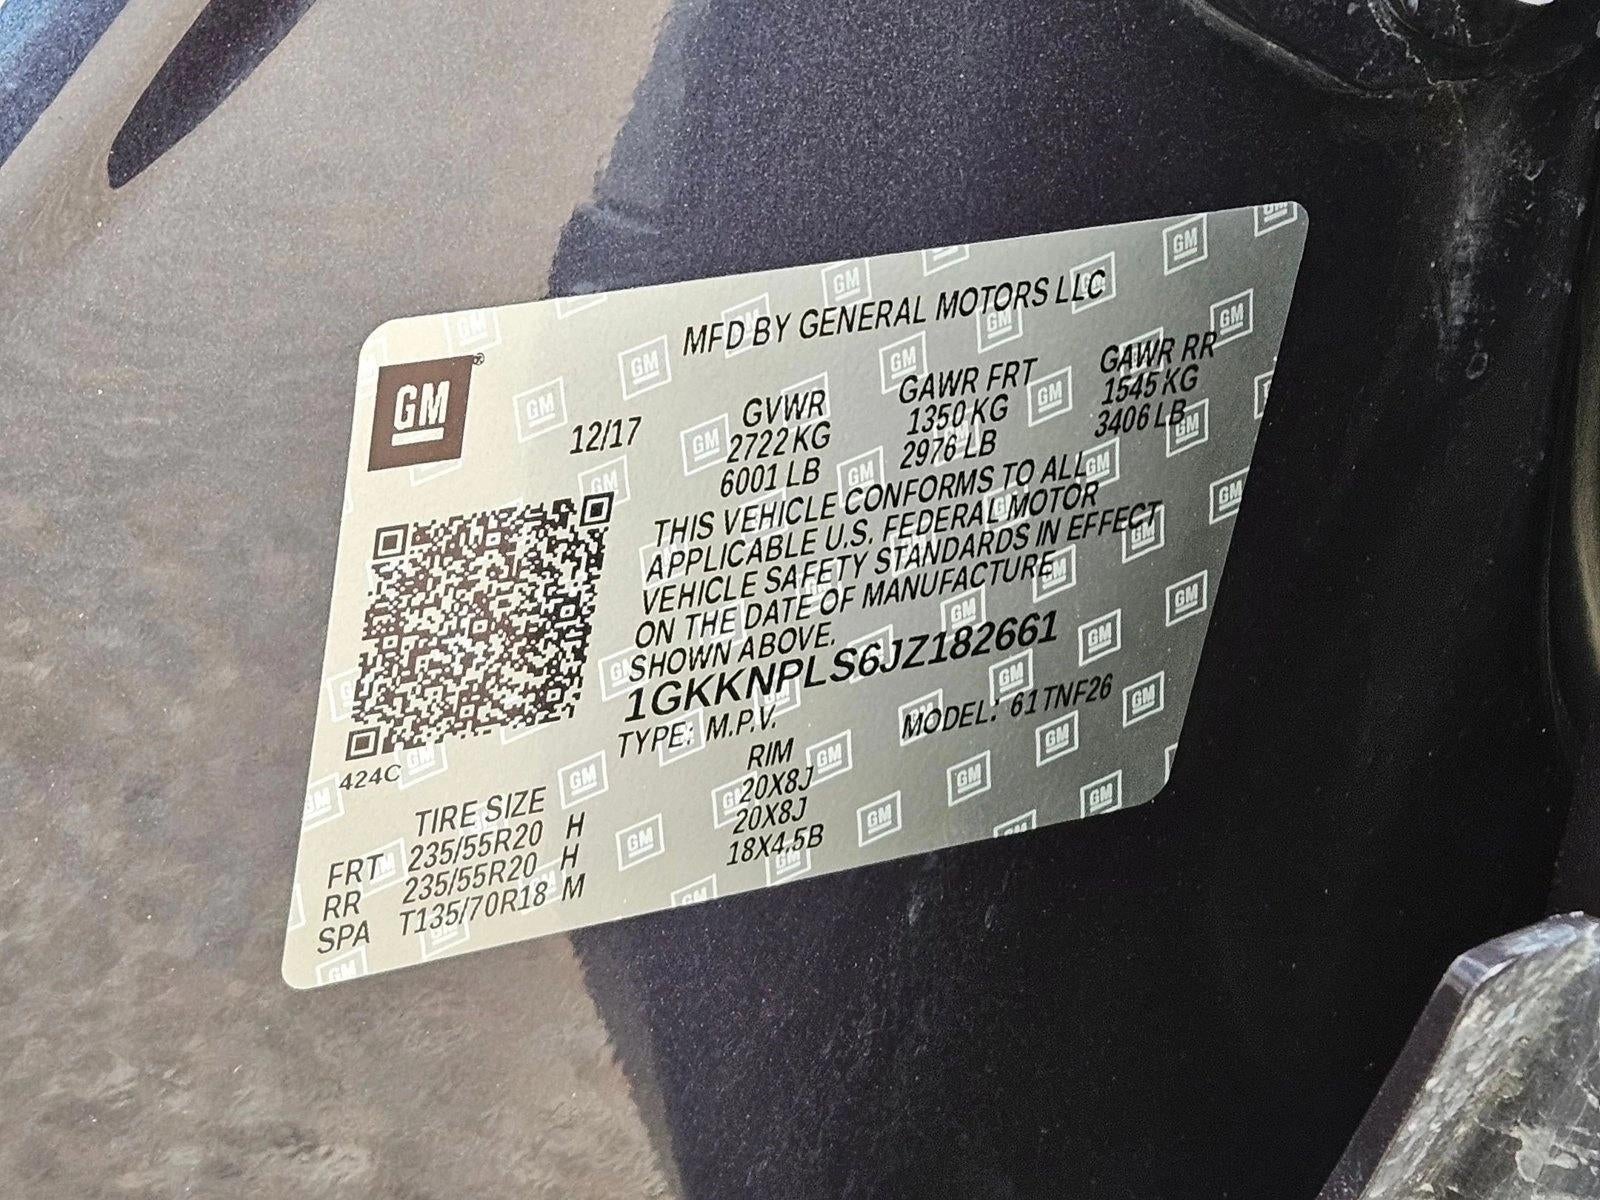 MFD BY GENERAL MOTORS LLC
GM
12/17 GVWR GAWR FRT GAWR RR
2722 KG 1350 KG 1545 KG
6001 LB 2976 LB 3406 LB
THIS VEHICLE CONFORMS TO ALL
APPLICABLE U.S. FEDERAL MOTOR
VEHICLE SAFETY STANDARDS IN EFFECT
ON THE DATE OF MANUFACTURE
SHOWN ABOVE.
1GKKNPLS6JZ182661
TYPE: M.P.V. MODEL: 61TNF26
424C
TIRE SIZE RIM
FRT 235/55R20 H 20X8J
RR 235/55R20 H 20X8J
SPA T135/70R18 M 18X4.5B